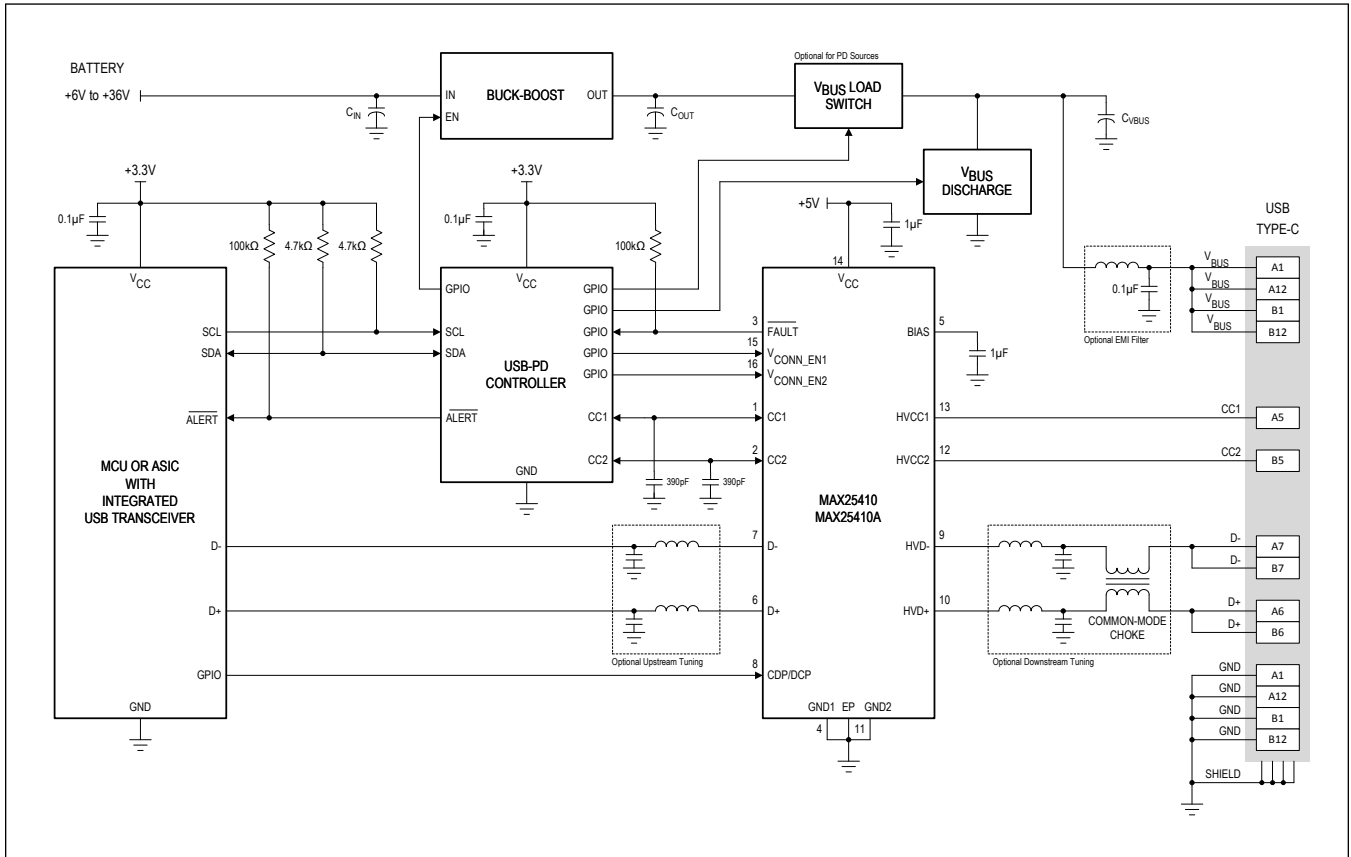 Optional for PD Sources
BATTERY
+6V to +36V
CIN
IN
BUCK-BOOST
OUT
EN
COUT
VBUS LOAD
SWITCH
CVBUS
VBUS
DISCHARGE
+3.3V
0.1µF
100kΩ
4.7kΩ
4.7kΩ
+3.3V
0.1µF
100kΩ
+5V
1µF
14
VCC
SCL
SDA
ALERT
MCU OR ASIC
WITH
INTEGRATED
USB TRANSCEIVER
D-
D+
GPIO
GND
VCC
GPIO
SCL
SDA
ALERT
USB-PD
CONTROLLER
GPIO
GPIO
GPIO
GPIO
GPIO
CC1
CC2
GND
390pF
390pF
Optional Upstream Tuning
VCC
3
FAULT
15
VCONN_EN1
16
VCONN_EN2
1
CC1
2
CC2
7
D-
6
D+
8
CDP/DCP
MAX25410
MAX25410A
GND1
EP
GND2
4
11
5
BIAS
1µF
13
HVCC1
12
HVCC2
9
HVD-
10
HVD+
COMMON-MODE
CHOKE
Optional Downstream Tuning
0.1µF
Optional EMI Filter
USB
TYPE-C
VBUS
A1
VBUS
A12
VBUS
B1
VBUS
B12
CC1
A5
CC2
B5
D-
A7
D-
B7
D+
A6
D+
B6
GND
A1
GND
A12
GND
B1
GND
B12
SHIELD